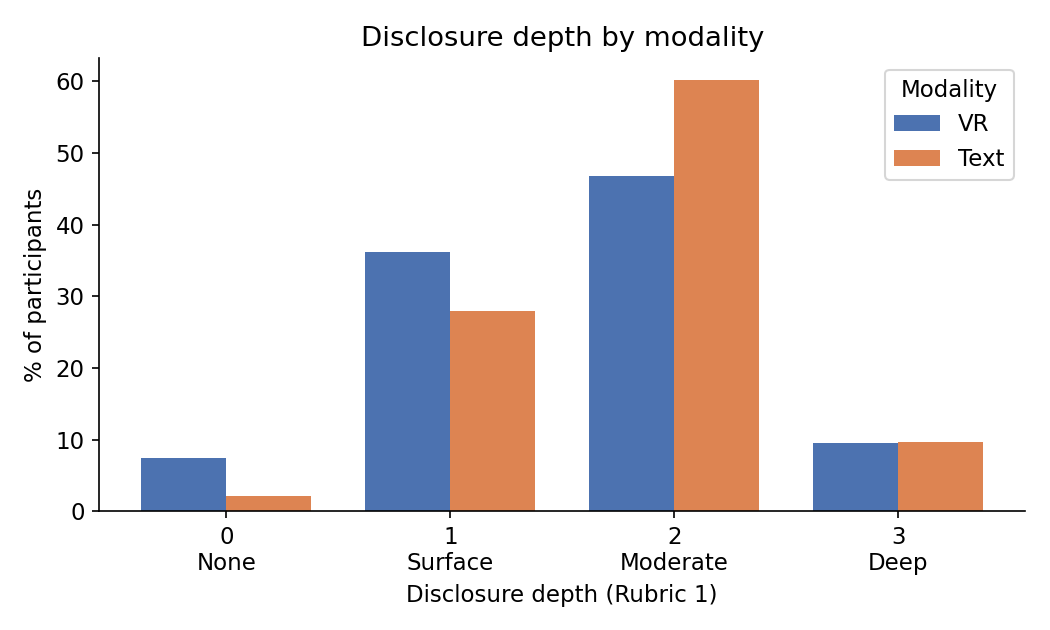 Disclosure depth by modality
Modality
VR
Text
% of participants
60
50
40
30
20
10
0
0 1 2 3
None Surface Moderate Deep
Disclosure depth (Rubric 1)